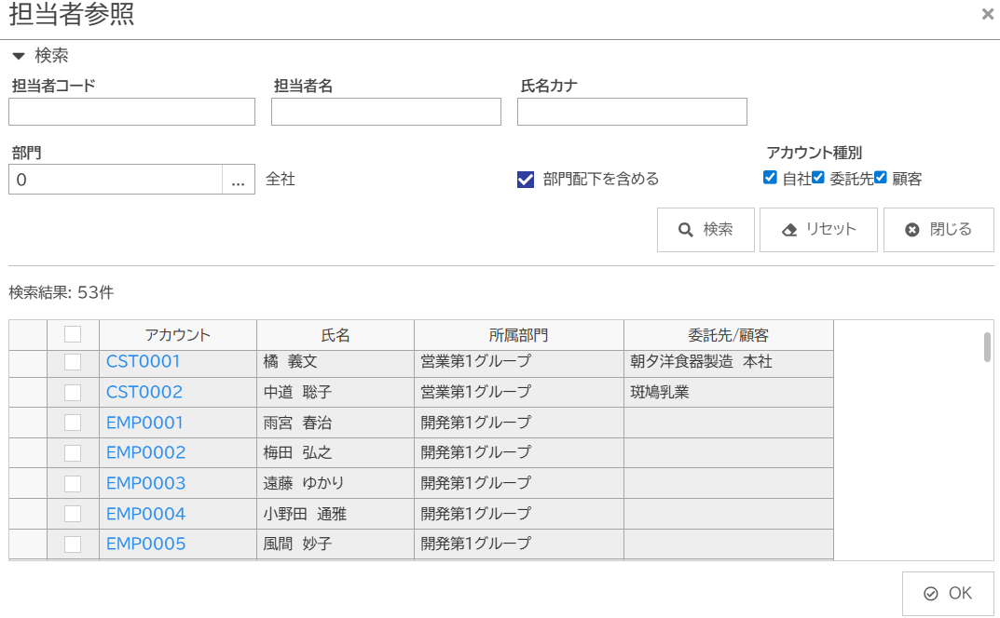 担当者参照
検索
担当者コード 担当者名 氏名カナ
部門 アカウント種別
0 ... 全社 部門配下を含める 自社 委託先 顧客
検索 リセット 閉じる
検索結果: 53件
アカウント 氏名 所属部門 委託先/顧客
CST0001 橘 義文 営業第1グループ 朝夕洋食器製造 本社
CST0002 中道 聡子 営業第1グループ 斑鳩乳業
EMP0001 雨宮 春治 開発第1グループ
EMP0002 梅田 弘之 開発第1グループ
EMP0003 遠藤 ゆかり 開発第1グループ
EMP0004 小野田 通雅 開発第1グループ
EMP0005 風間 妙子 開発第1グループ
OK